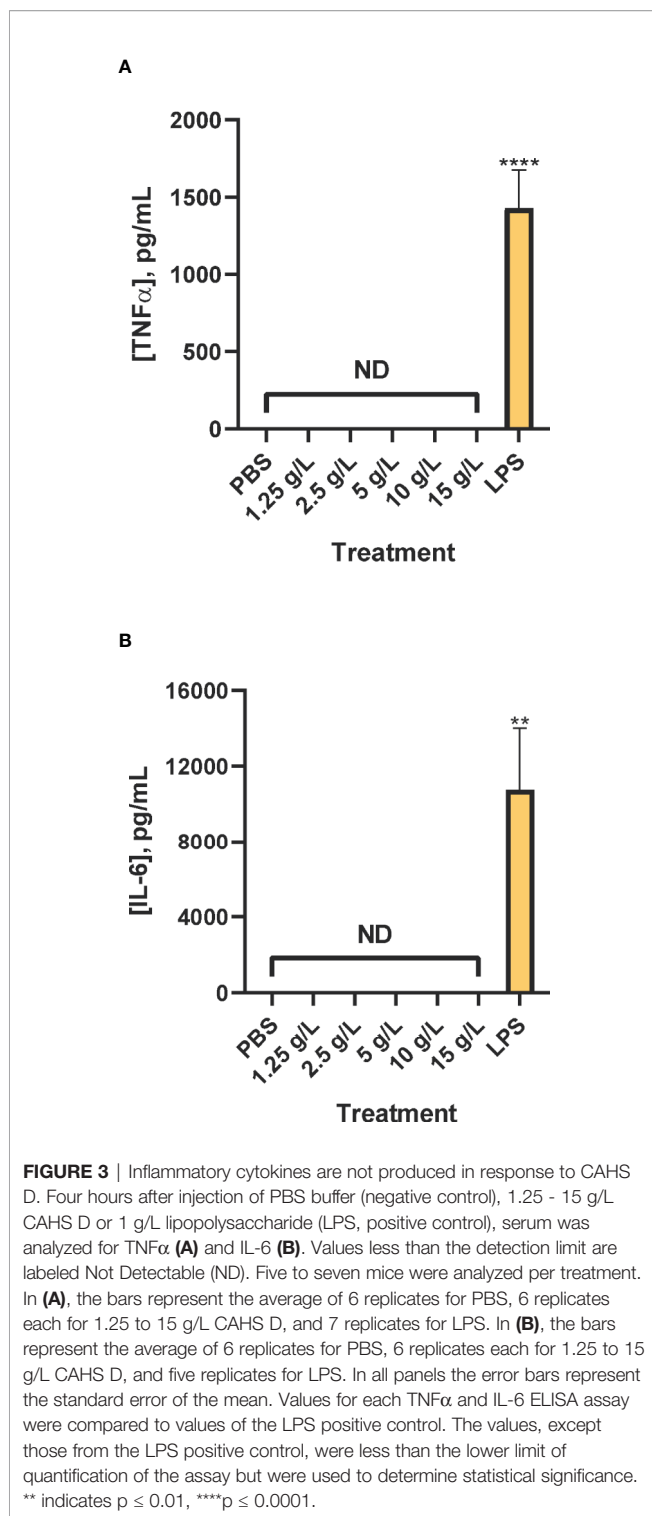 A
2000
1500
1000
500
0
[TNFα], pg/mL
****
ND
PBS
1.25 g/L
2.5 g/L
5 g/L
10 g/L
15 g/L
LPS
Treatment
B
16000
12000
8000
4000
0
[IL-6], pg/mL
**
ND
PBS
1.25 g/L
2.5 g/L
5 g/L
10 g/L
15 g/L
LPS
Treatment
FIGURE 3 | Inflammatory cytokines are not produced in response to CAHS
D. Four hours after injection of PBS buffer (negative control), 1.25 - 15 g/L
CAHS D or 1 g/L lipopolysaccharide (LPS, positive control), serum was
analyzed for TNFα (A) and IL-6 (B). Values less than the detection limit are
labeled Not Detectable (ND). Five to seven mice were analyzed per treatment.
In (A), the bars represent the average of 6 replicates for PBS, 6 replicates
each for 1.25 to 15 g/L CAHS D, and 7 replicates for LPS. In (B), the bars
represent the average of 6 replicates for PBS, 6 replicates each for 1.25 to 15
g/L CAHS D, and five replicates for LPS. In all panels the error bars represent
the standard error of the mean. Values for each TNFα and IL-6 ELISA assay
were compared to values of the LPS positive control. The values, except
those from the LPS positive control, were less than the lower limit of
quantification of the assay but were used to determine statistical significance.
** indicates p ≤ 0.01, ****p ≤ 0.0001.